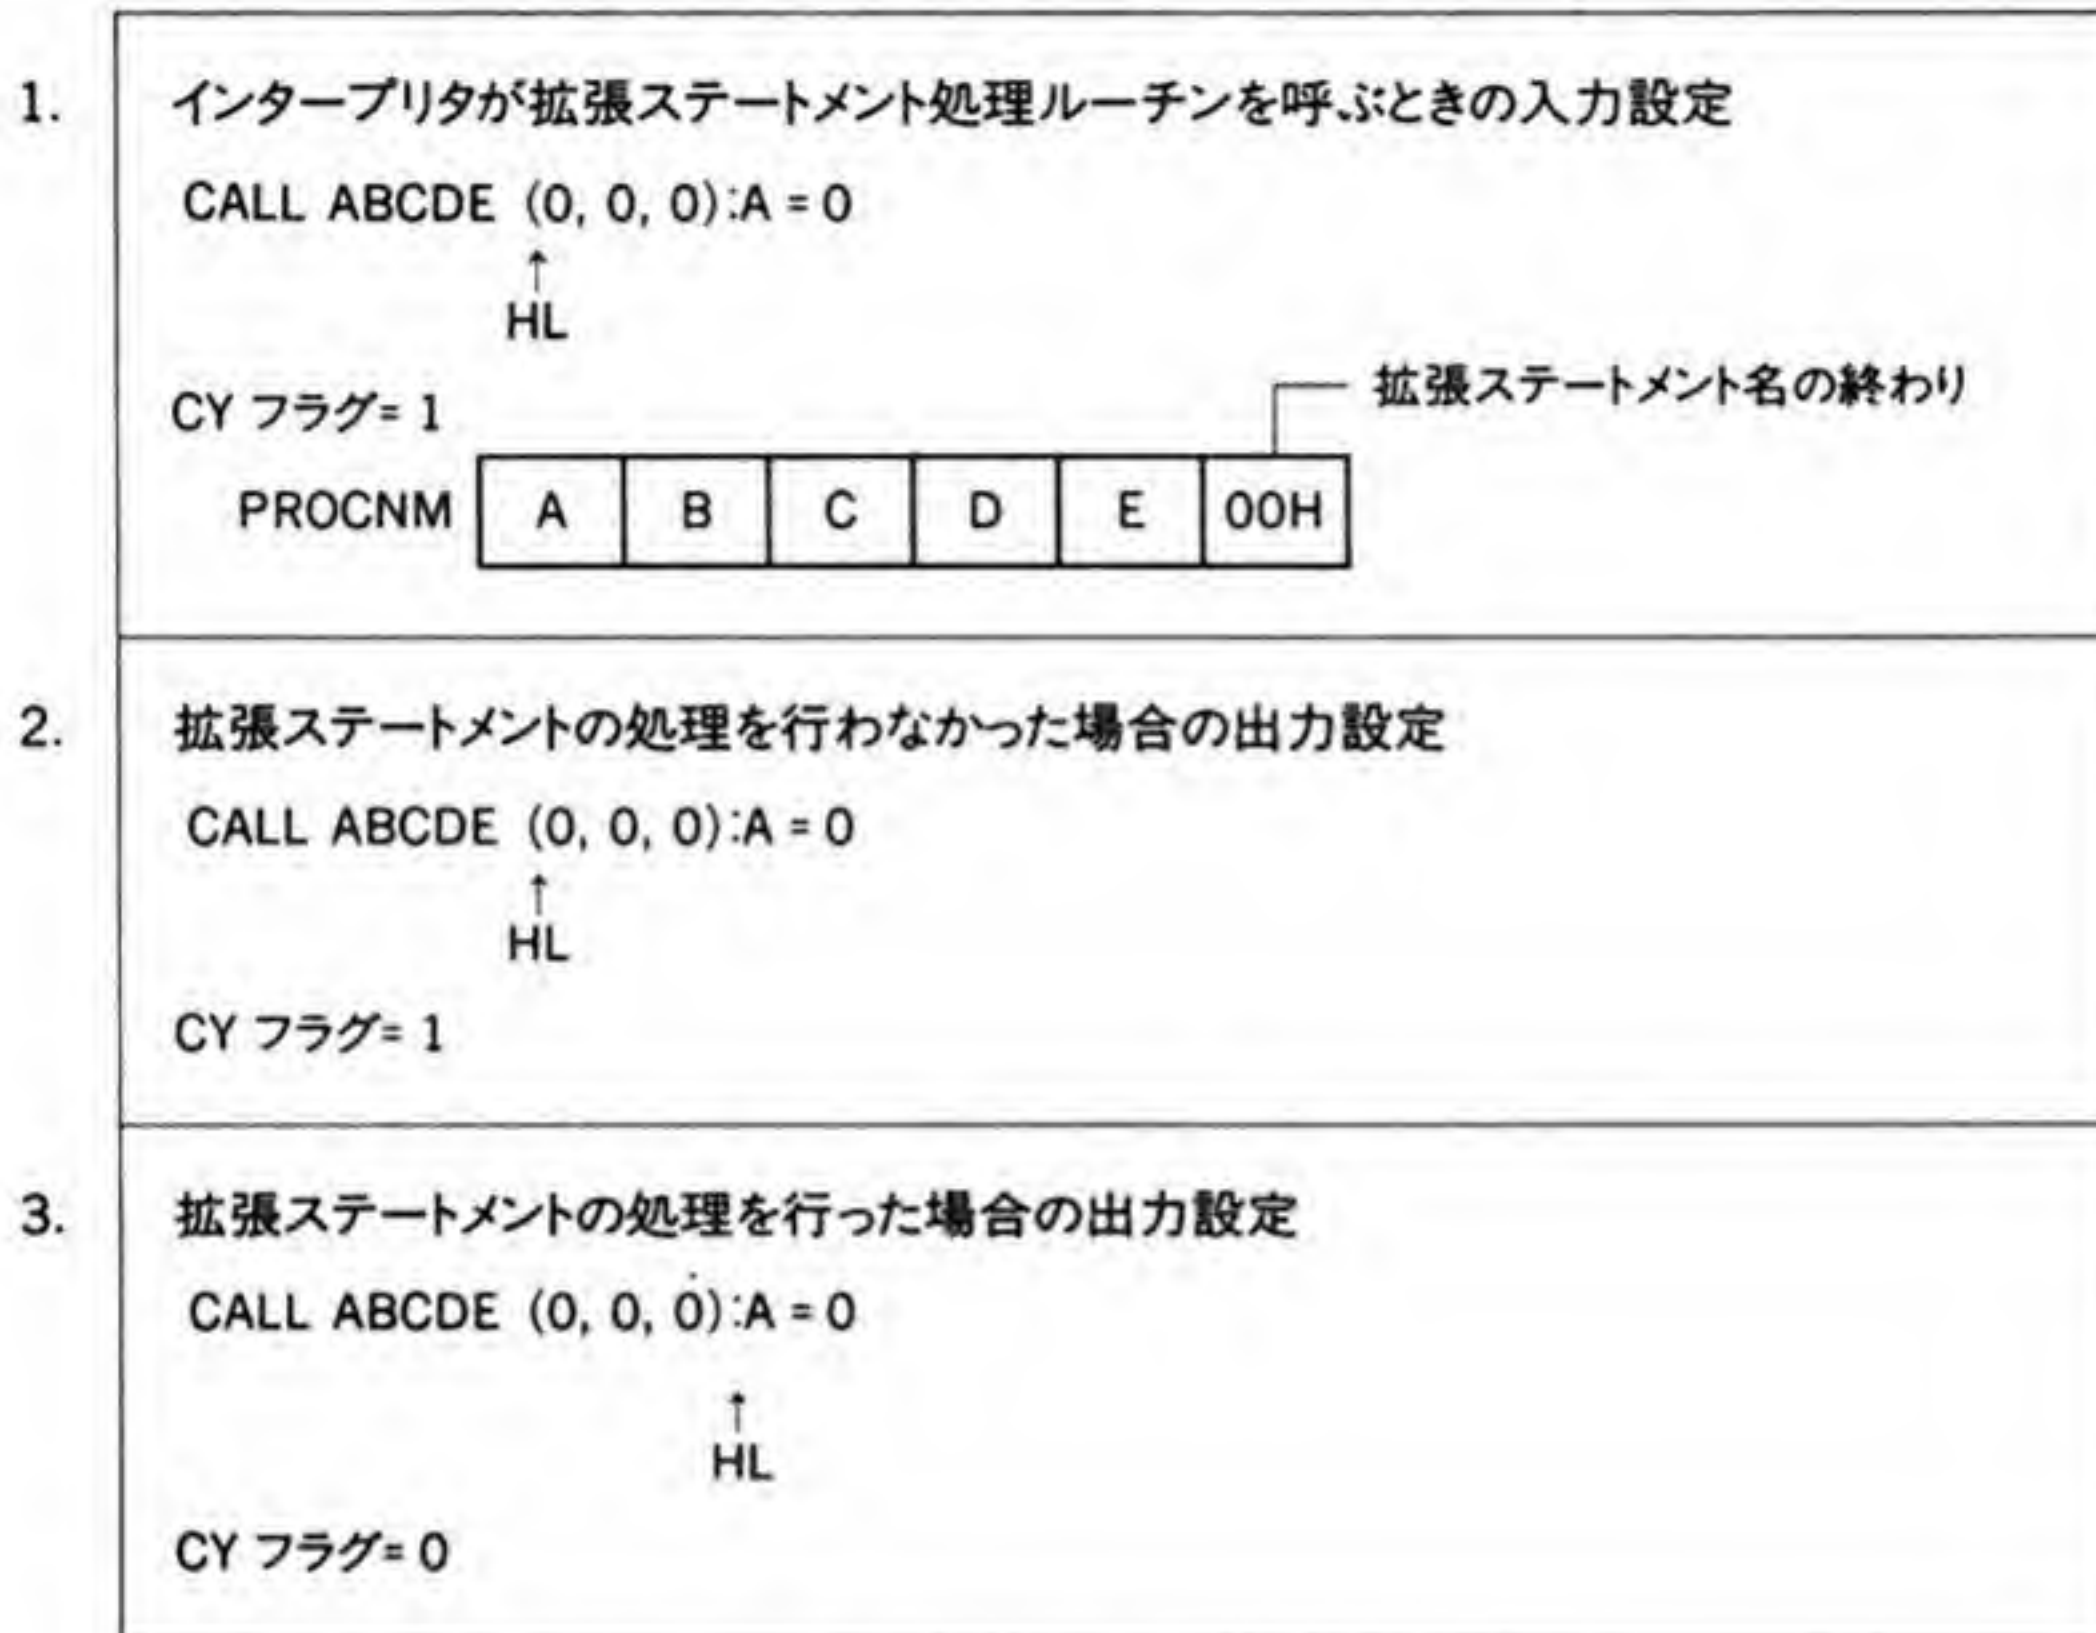 1. インタープリタが拡張ステートメント処理ルーチンを呼ぶときの入力設定
CALL ABCDE (0, 0, 0):A = 0
↑
HL
拡張ステートメント名の終わり
CY フラグ= 1
PROCNM A B C D E 00H
2. 拡張ステートメントの処理を行わなかった場合の出力設定
CALL ABCDE (0, 0, 0):A = 0
↑
HL
CY フラグ= 1
3. 拡張ステートメントの処理を行った場合の出力設定
CALL ABCDE (0, 0, 0):A = 0
↑
HL
CY フラグ= 0